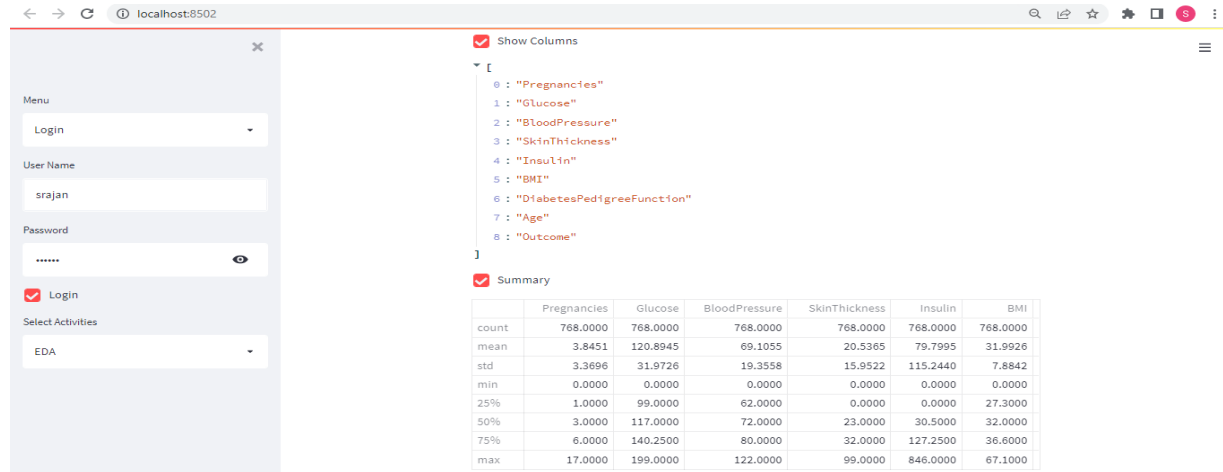 localhost:8502
S
Menu
Login
User Name
srajan
Password
••••••
Login
Select Activities
EDA
Show Columns
[
0 : "Pregnancies"
1 : "Glucose"
2 : "BloodPressure"
3 : "SkinThickness"
4 : "Insulin"
5 : "BMI"
6 : "DiabetesPedigreeFunction"
7 : "Age"
8 : "Outcome"
]
Summary
Pregnancies Glucose BloodPressure SkinThickness Insulin BMI
count 768.0000 768.0000 768.0000 768.0000 768.0000 768.0000
mean 3.8451 120.8945 69.1055 20.5365 79.7995 31.9926
std 3.3696 31.9726 19.3558 15.9522 115.2440 7.8842
min 0.0000 0.0000 0.0000 0.0000 0.0000 0.0000
25% 1.0000 99.0000 62.0000 0.0000 0.0000 27.3000
50% 3.0000 117.0000 72.0000 23.0000 30.5000 32.0000
75% 6.0000 140.2500 80.0000 32.0000 127.2500 36.6000
max 17.0000 199.0000 122.0000 99.0000 846.0000 67.1000